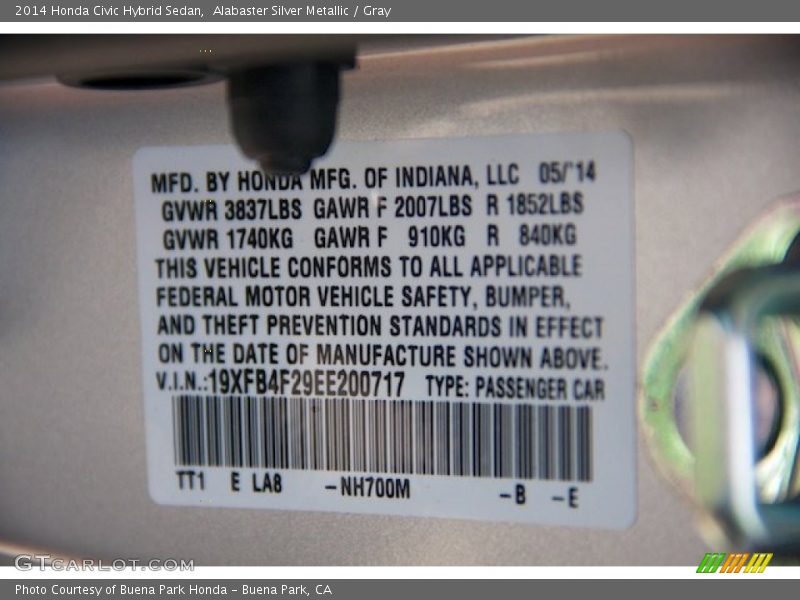 2014 Honda Civic Hybrid Sedan,  Alabaster Silver Metallic / Gray
MFD. BY HONDA MFG. OF INDIANA, LLC 05/'14
GVWR 3837LBS GAWR F 2007LBS R 1852LBS
GVWR 1740KG GAWR F 910KG R 840KG
THIS VEHICLE CONFORMS TO ALL APPLICABLE
FEDERAL MOTOR VEHICLE SAFETY, BUMPER,
AND THEFT PREVENTION STANDARDS IN EFFECT
ON THE DATE OF MANUFACTURE SHOWN ABOVE.
V.I.N.:19XFB4F29EE200717 TYPE: PASSENGER CAR
TT1 E LA8 –NH700M –B –E
GTCARLOT.COM
Photo Courtesy of Buena Park Honda – Buena Park, CA